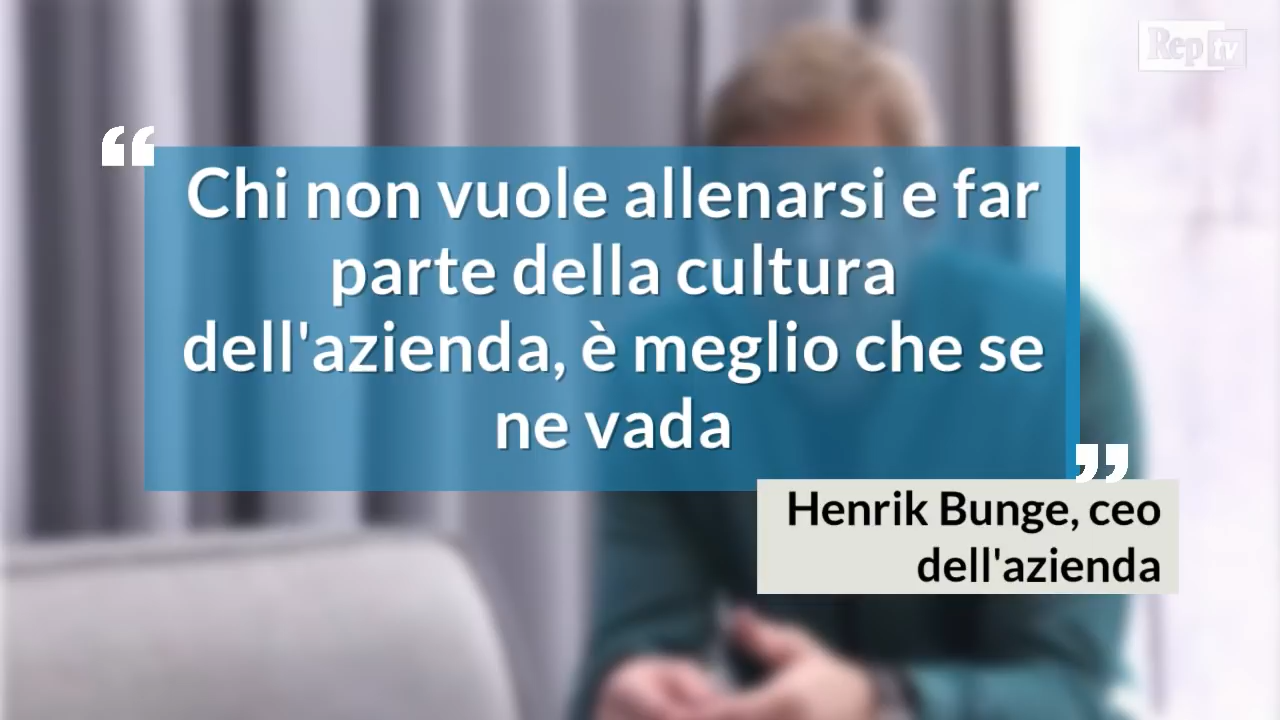 Rep tv
“
Chi non vuole allenarsi e far
parte della cultura
dell'azienda, è meglio che se
ne vada
”
Henrik Bunge, ceo
dell'azienda